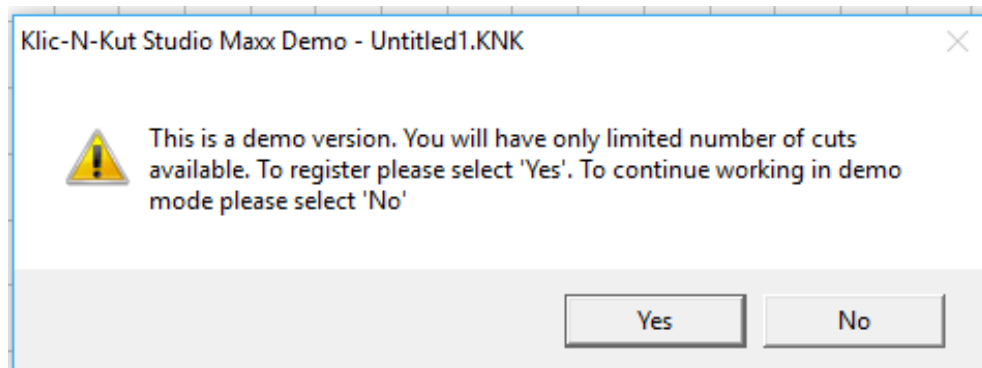 Klic-N-Kut Studio Maxx Demo - Untitled1.KNK
This is a demo version. You will have only limited number of cuts
available. To register please select 'Yes'. To continue working in demo
mode please select 'No'
Yes No